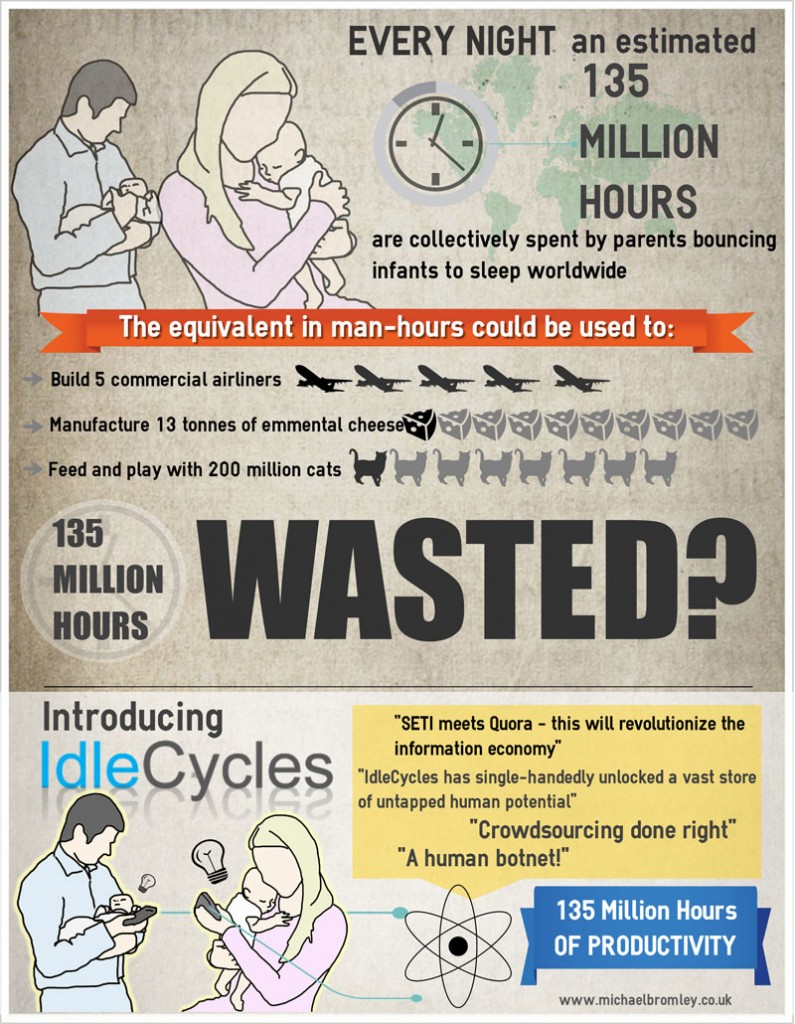 EVERY NIGHT an estimated
135
MILLION
HOURS
are collectively spent by parents bouncing
infants to sleep worldwide
The equivalent in man-hours could be used to:
Build 5 commercial airliners
Manufacture 13 tonnes of emmental cheese
Feed and play with 200 million cats
135
MILLION
HOURS
WASTED?
Introducing
IdleCycles
"SETI meets Quora - this will revolutionize the
information economy"
"IdleCycles has single-handedly unlocked a vast store
of untapped human potential"
"Crowdsourcing done right"
"A human botnet!"
135 Million Hours
OF PRODUCTIVITY
www.michaelbromley.co.uk